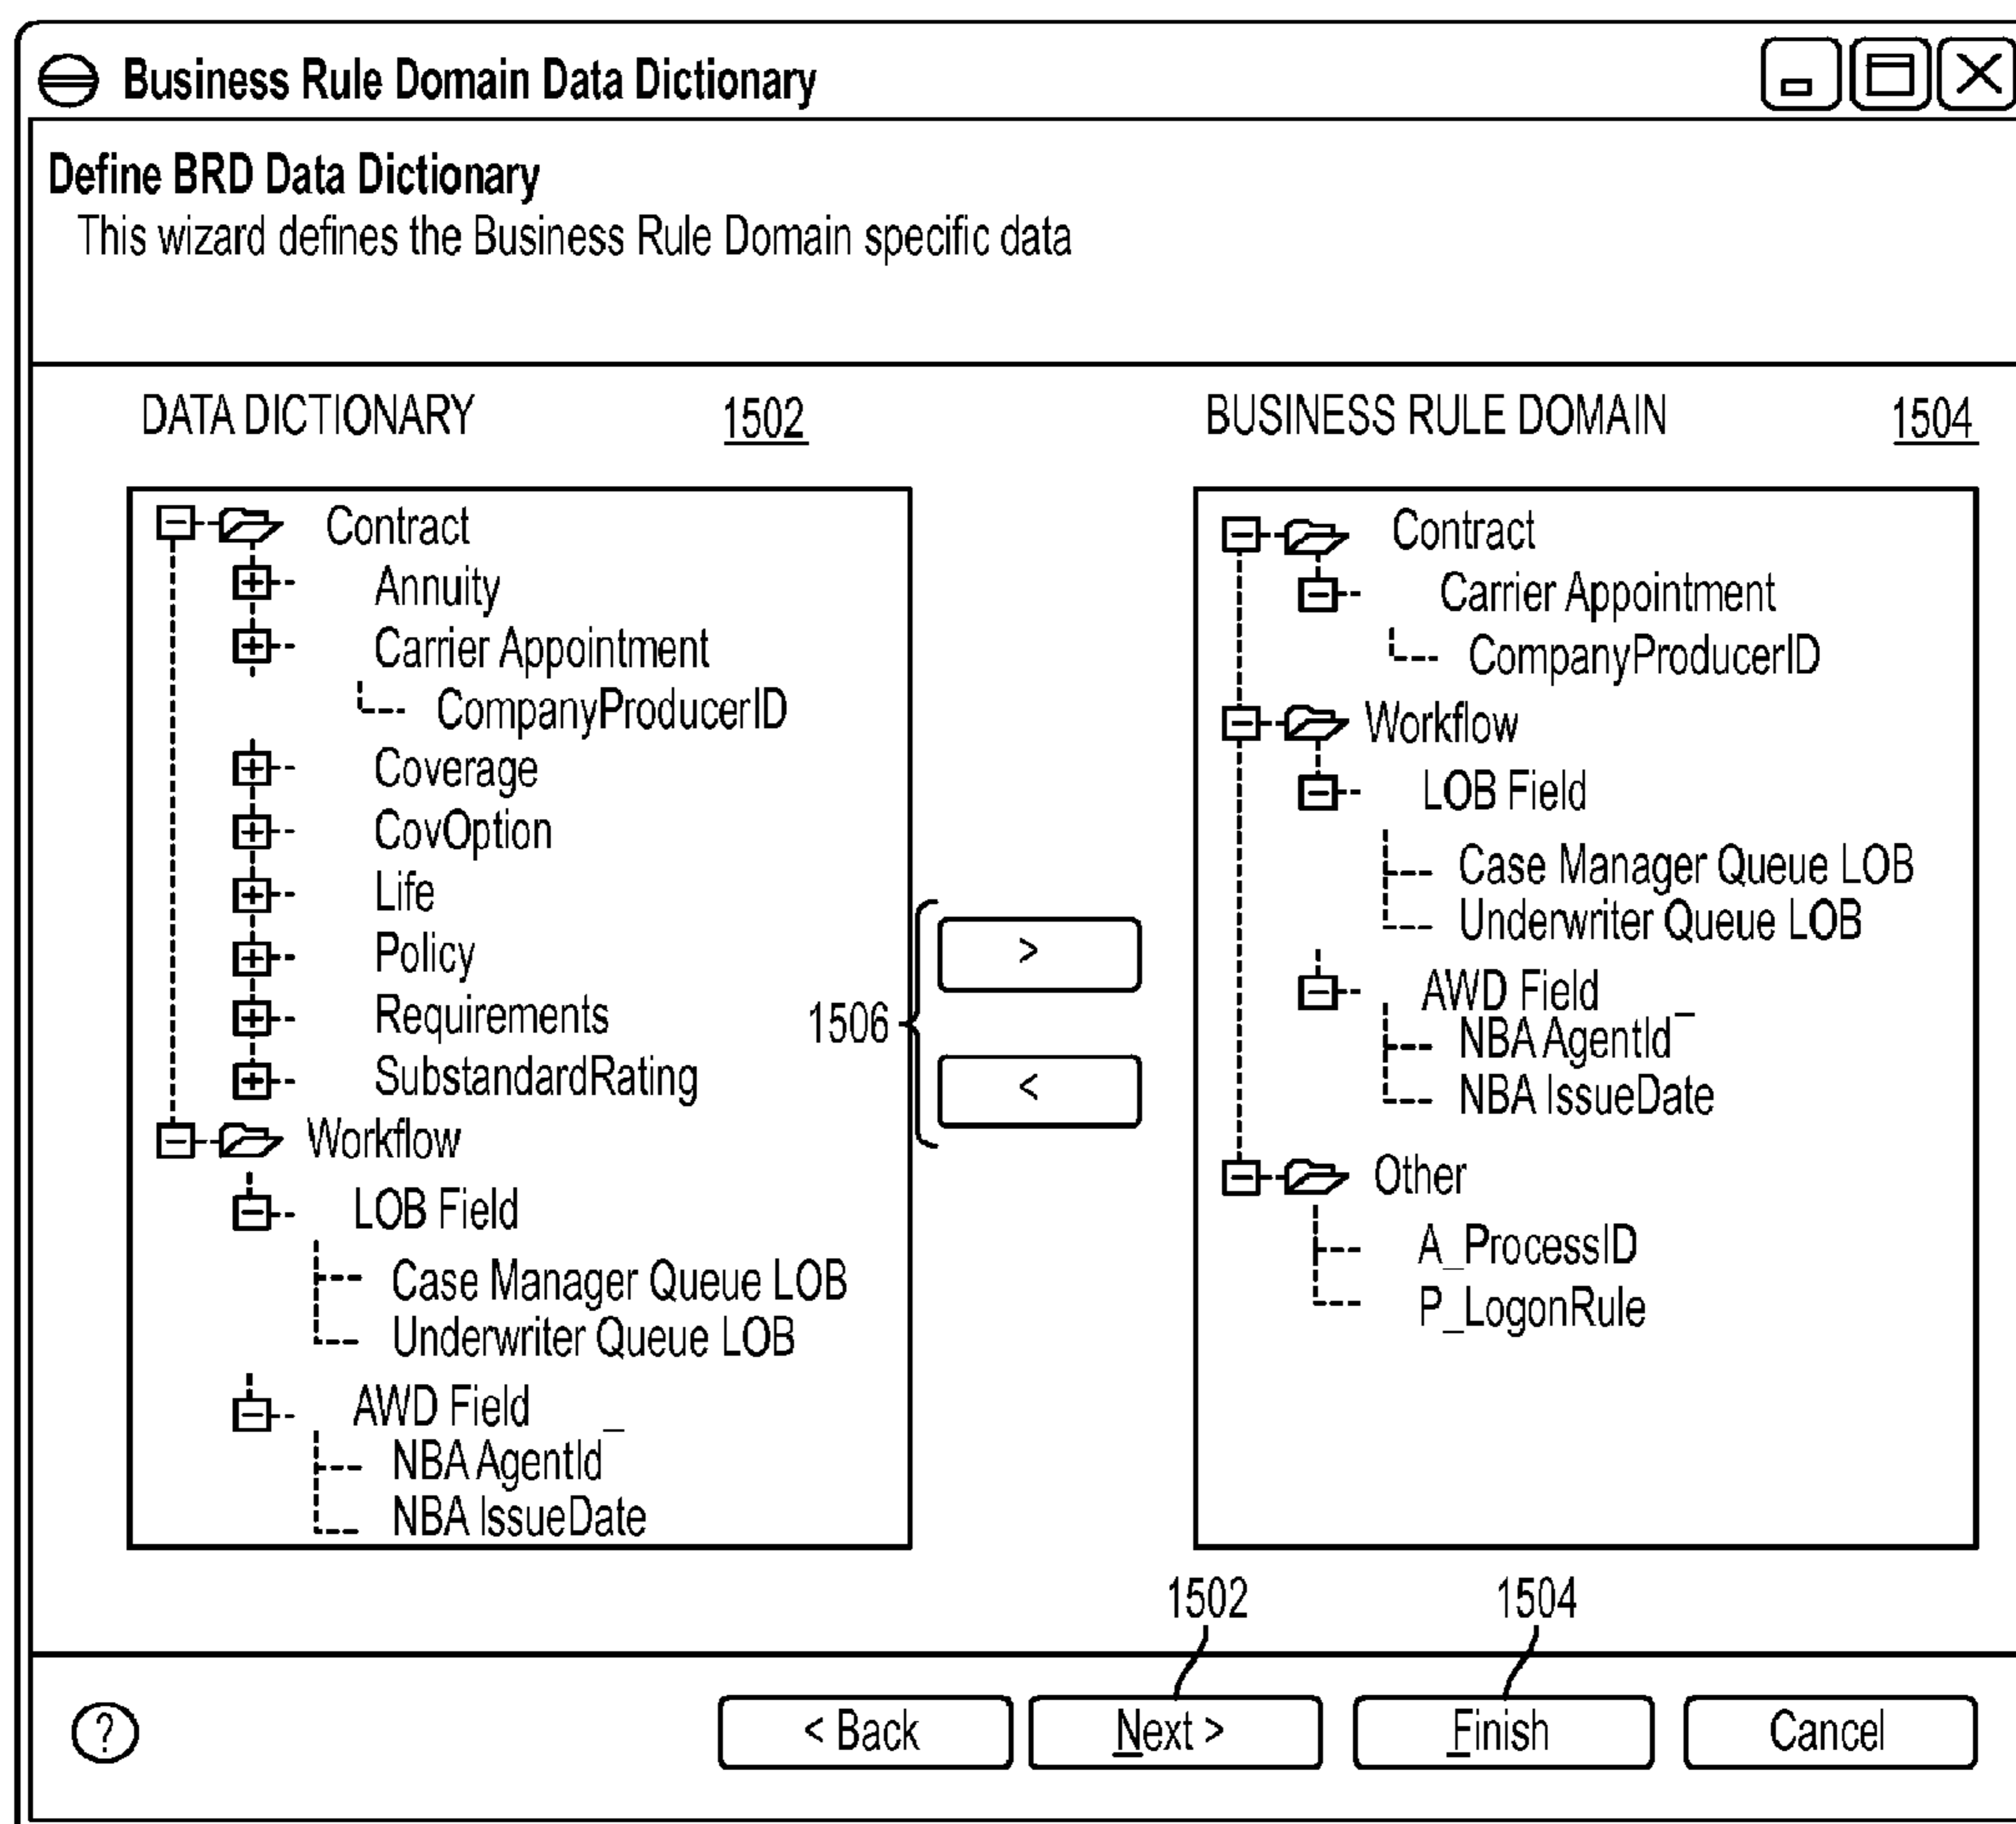 Business Rule Domain Data Dictionary
Define BRD Data Dictionary
This wizard defines the Business Rule Domain specific data
DATA DICTIONARY 1502
Contract
Annuity
Carrier Appointment
CompanyProducerID
Coverage
CovOption
Life
Policy
Requirements
SubstandardRating
Workflow
LOB Field
Case Manager Queue LOB
Underwriter Queue LOB
AWD Field
NBA AgentId
NBA IssueDate
1506
>
<
BUSINESS RULE DOMAIN 1504
Contract
Carrier Appointment
CompanyProducerID
Workflow
LOB Field
Case Manager Queue LOB
Underwriter Queue LOB
AWD Field
NBA AgentId
NBA IssueDate
Other
A_ProcessID
P_LogonRule
1502 1504
? < Back Next > Finish Cancel